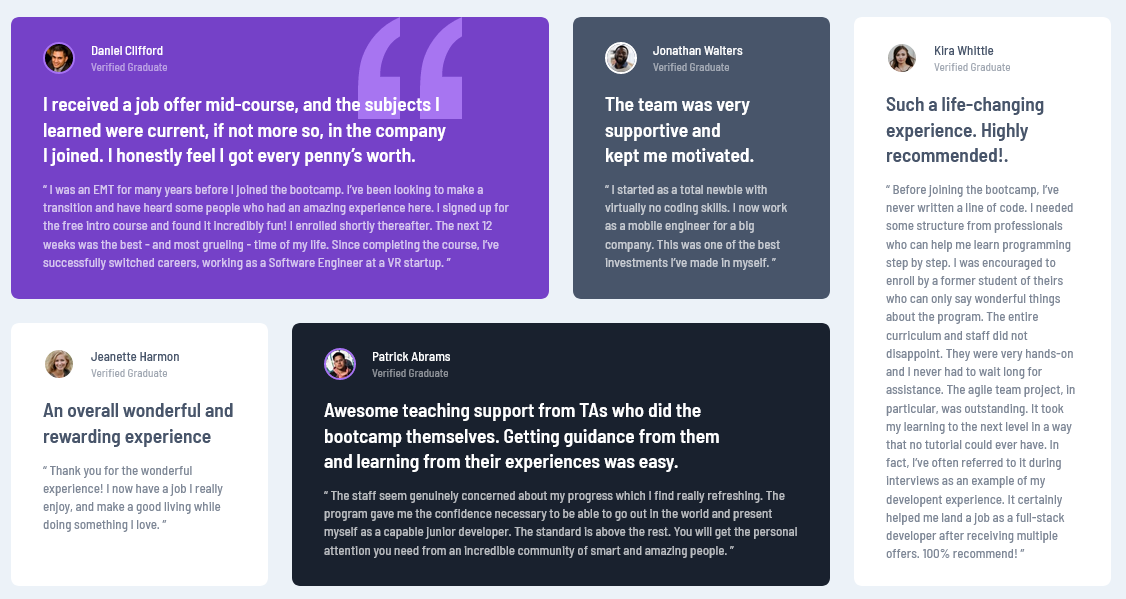 Daniel Clifford
Verified Graduate
I received a job offer mid-course, and the subjects I
learned were current, if not more so, in the company
I joined. I honestly feel I got every penny’s worth.
“ I was an EMT for many years before I joined the bootcamp. I’ve been looking to make a
transition and have heard some people who had an amazing experience here. I signed up for
the free intro course and found it incredibly fun! I enrolled shortly thereafter. The next 12
weeks was the best - and most grueling - time of my life. Since completing the course, I’ve
successfully switched careers, working as a Software Engineer at a VR startup. ”
Jonathan Walters
Verified Graduate
The team was very
supportive and
kept me motivated.
“ I started as a total newbie with
virtually no coding skills. I now work
as a mobile engineer for a big
company. This was one of the best
investments I’ve made in myself. ”
Kira Whittle
Verified Graduate
Such a life-changing
experience. Highly
recommended!.
“ Before joining the bootcamp, I’ve
never written a line of code. I needed
some structure from professionals
who can help me learn programming
step by step. I was encouraged to
enroll by a former student of theirs
who can only say wonderful things
about the program. The entire
curriculum and staff did not
disappoint. They were very hands-on
and I never had to wait long for
assistance. The agile team project, in
particular, was outstanding. It took
my learning to the next level in a way
that no tutorial could ever have. In
fact, I’ve often referred to it during
interviews as an example of my
developent experience. It certainly
helped me land a job as a full-stack
developer after receiving multiple
offers. 100% recommend! ”
Jeanette Harmon
Verified Graduate
An overall wonderful and
rewarding experience
“ Thank you for the wonderful
experience! I now have a job I really
enjoy, and make a good living while
doing something I love. ”
Patrick Abrams
Verified Graduate
Awesome teaching support from TAs who did the
bootcamp themselves. Getting guidance from them
and learning from their experiences was easy.
“ The staff seem genuinely concerned about my progress which I find really refreshing. The
program gave me the confidence necessary to be able to go out in the world and present
myself as a capable junior developer. The standard is above the rest. You will get the personal
attention you need from an incredible community of smart and amazing people. ”